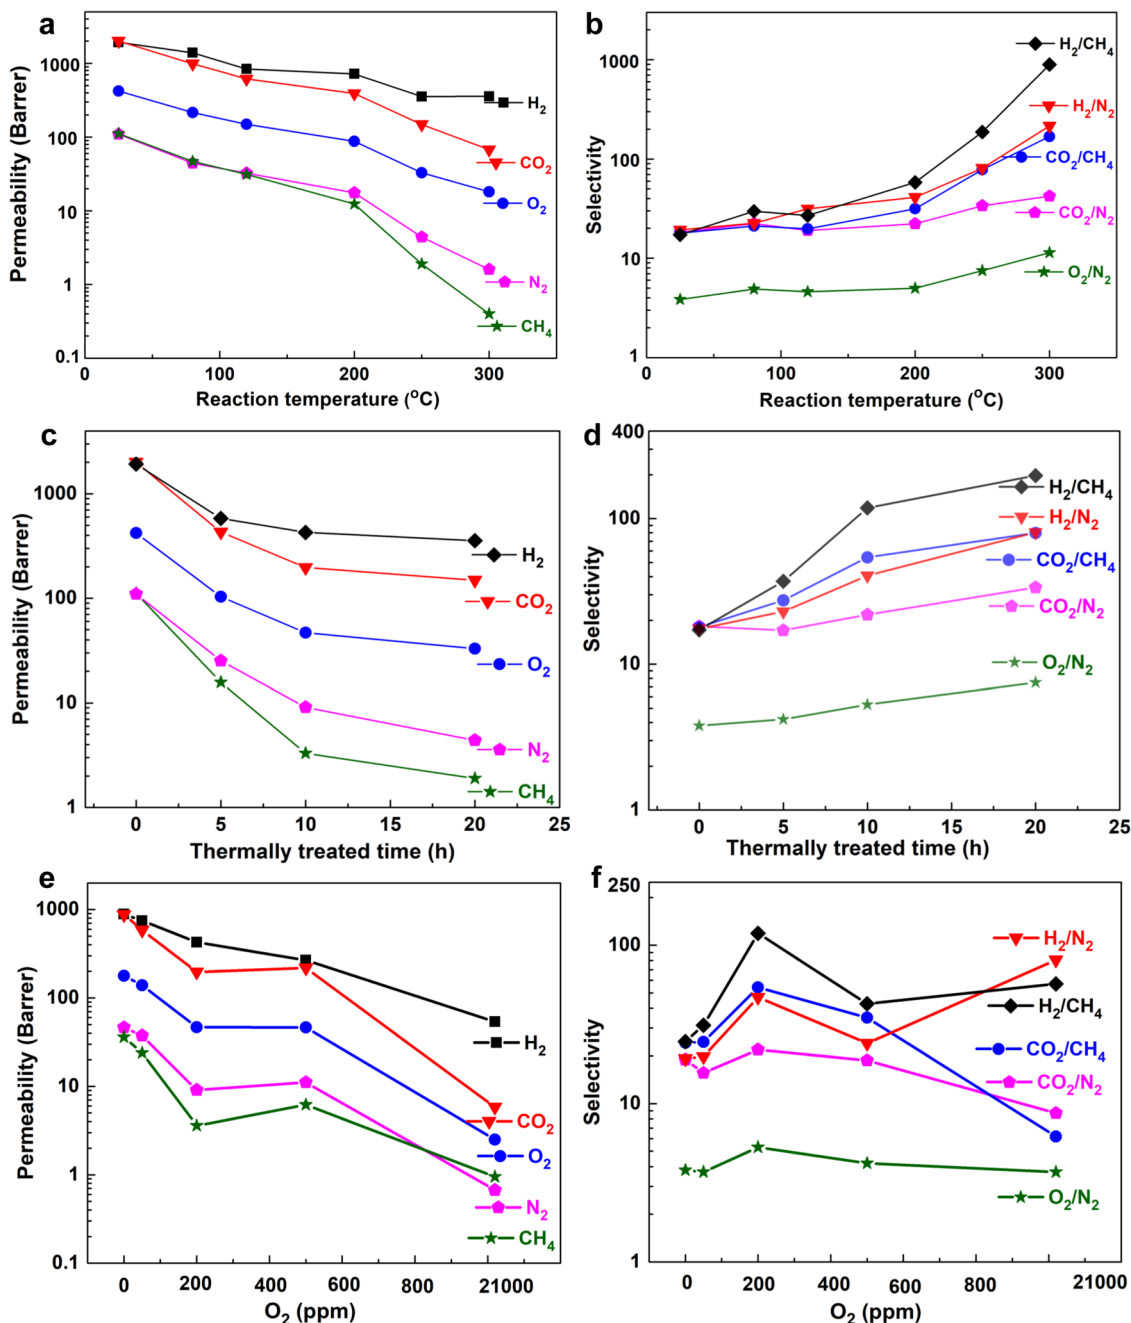 a
Permeability (Barrer)
1000
100
10
1
0.1
H2
CO2
O2
N2
CH4
0 100 200 300
Reaction temperature (°C)
b
Selectivity
1000
100
10
1
H2/CH4
H2/N2
CO2/CH4
CO2/N2
O2/N2
0 100 200 300
Reaction temperature (°C)
c
Permeability (Barrer)
1000
100
10
1
H2
CO2
O2
N2
CH4
0 5 10 15 20 25
Thermally treated time (h)
d
Selectivity
400
100
10
1
H2/CH4
H2/N2
CO2/CH4
CO2/N2
O2/N2
0 5 10 15 20 25
Thermally treated time (h)
e
Permeability (Barrer)
1000
100
10
1
0.1
H2
CO2
O2
N2
CH4
0 200 400 600 800 21000
O2 (ppm)
f
Selectivity
250
100
10
1
H2/N2
H2/CH4
CO2/CH4
CO2/N2
O2/N2
0 200 400 600 800 21000
O2 (ppm)